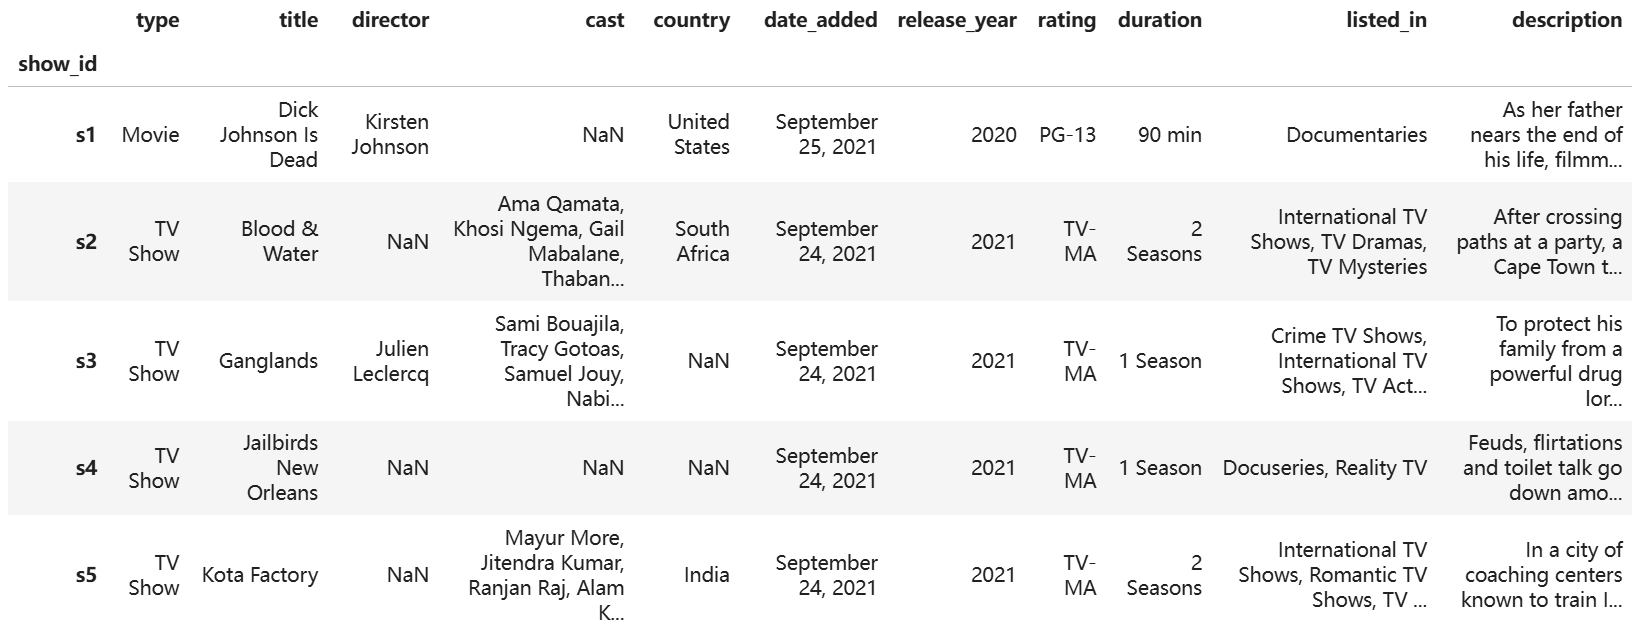 type title director cast country date_added release_year rating duration listed_in description
show_id
s1 Movie Dick Johnson Is Dead Kirsten Johnson NaN United States September 25, 2021 2020 PG-13 90 min Documentaries As her father nears the end of his life, filmm...
s2 TV Show Blood & Water NaN Ama Qamata, Khosi Ngema, Gail Mabalane, Thaban... South Africa September 24, 2021 2021 TV-MA 2 Seasons International TV Shows, TV Dramas, TV Mysteries After crossing paths at a party, a Cape Town t...
s3 TV Show Ganglands Julien Leclercq Sami Bouajila, Tracy Gotoas, Samuel Jouy, Nabi... NaN September 24, 2021 2021 TV-MA 1 Season Crime TV Shows, International TV Shows, TV Act... To protect his family from a powerful drug lor...
s4 TV Show Jailbirds New Orleans NaN NaN NaN September 24, 2021 2021 TV-MA 1 Season Docuseries, Reality TV Feuds, flirtations and toilet talk go down amo...
s5 TV Show Kota Factory NaN Mayur More, Jitendra Kumar, Ranjan Raj, Alam K... India September 24, 2021 2021 TV-MA 2 Seasons International TV Shows, Romantic TV Shows, TV ... In a city of coaching centers known to train I...